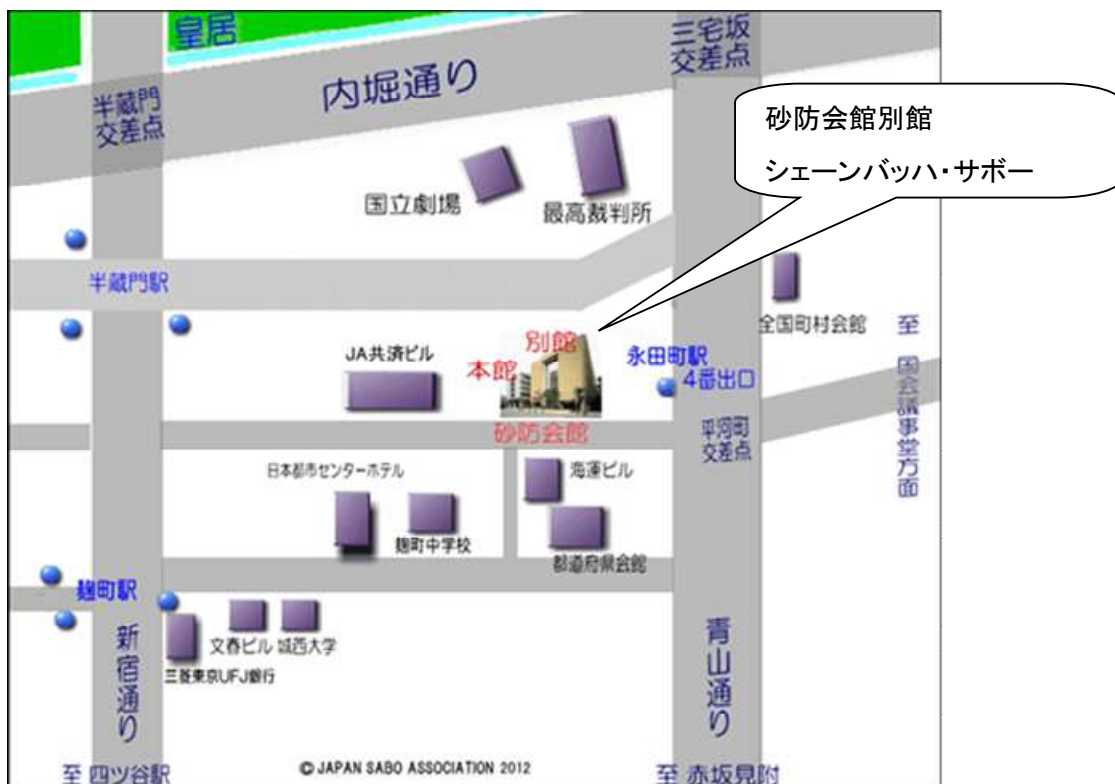 皇居
三宅坂
交差点
内堀通り
半蔵門
交差点
砂防会館別館
シェーンバッハ・サボー
国立劇場
最高裁判所
半蔵門駅
全国町村会館
至 国会議事堂方面
別館
本館
砂防会館
JA共済ビル
永田町駅
4番出口
平河町
交差点
日本都市センターホテル
海運ビル
麹町中学校
都道府県会館
麹町駅
文春ビル
城西大学
三菱東京UFJ銀行
新宿通り
青山通り
至 四ツ谷駅
© JAPAN SABO ASSOCIATION 2012
至 赤坂見附